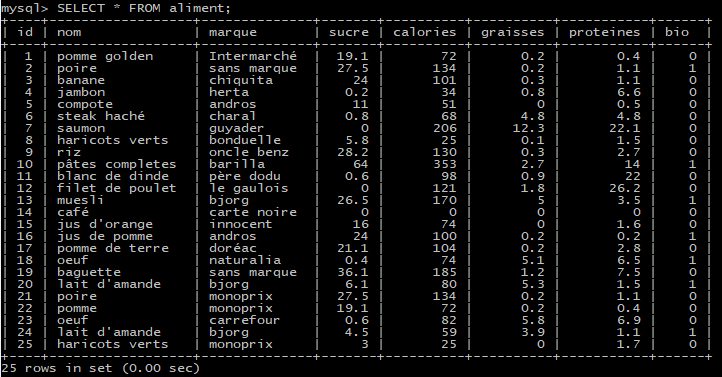 mysql> SELECT * FROM aliment;
+----+-----------------+---------------+-------+----------+----------+-----------+------+
| id | nom             | marque        | sucre | calories | graisses | proteines | bio  |
+----+-----------------+---------------+-------+----------+----------+-----------+------+
|  1 | pomme golden    | Intermarché   |  19.1 |       72 |      0.2 |       0.4 |    0 |
|  2 | poire           | sans marque   |  27.5 |      134 |      0.2 |       1.1 |    1 |
|  3 | banane          | chiquita      |    24 |      101 |      0.3 |       1.1 |    0 |
|  4 | jambon          | herta         |   0.2 |       34 |      0.8 |       6.6 |    0 |
|  5 | compote         | andros        |    11 |       51 |        0 |       0.5 |    0 |
|  6 | steak haché     | charal        |   0.8 |       68 |      4.8 |       4.8 |    0 |
|  7 | saumon          | guyader       |     0 |      206 |     12.3 |      22.1 |    0 |
|  8 | haricots verts  | bonduelle     |   5.8 |       25 |      0.1 |       1.5 |    0 |
|  9 | riz             | oncle benz    |  28.2 |      130 |      0.3 |       2.7 |    0 |
| 10 | pâtes completes | barilla       |    64 |      353 |      2.7 |        14 |    1 |
| 11 | blanc de dinde  | père dodu     |   0.6 |       98 |      0.9 |        22 |    0 |
| 12 | filet de poulet | le gaulois    |     0 |      121 |      1.8 |      26.2 |    0 |
| 13 | muesli          | bjorg         |  26.5 |      170 |        5 |       3.5 |    1 |
| 14 | café            | carte noire   |     0 |        0 |        0 |         0 |    0 |
| 15 | jus d'orange    | innocent      |    16 |       74 |        0 |       1.6 |    0 |
| 16 | jus de pomme    | andros        |    24 |      100 |      0.2 |       0.2 |    1 |
| 17 | pomme de terre  | doréac        |  21.1 |      104 |      0.2 |       2.8 |    0 |
| 18 | oeuf            | naturalia     |   0.4 |       74 |      5.1 |       6.5 |    1 |
| 19 | baguette        | sans marque   |  36.1 |      185 |      1.2 |       7.5 |    0 |
| 20 | lait d'amande   | bjorg         |   6.1 |       80 |      5.3 |       1.5 |    1 |
| 21 | poire           | monoprix      |  27.5 |      134 |      0.2 |       1.1 |    0 |
| 22 | pomme           | monoprix      |  19.1 |       72 |      0.2 |       0.4 |    0 |
| 23 | oeuf            | carrefour     |   0.6 |       82 |      5.8 |       6.9 |    0 |
| 24 | lait d'amande   | bjorg         |   4.5 |       59 |      3.9 |       1.1 |    1 |
| 25 | haricots verts  | monoprix      |     3 |       25 |        0 |       1.7 |    0 |
+----+-----------------+---------------+-------+----------+----------+-----------+------+
25 rows in set (0.00 sec)